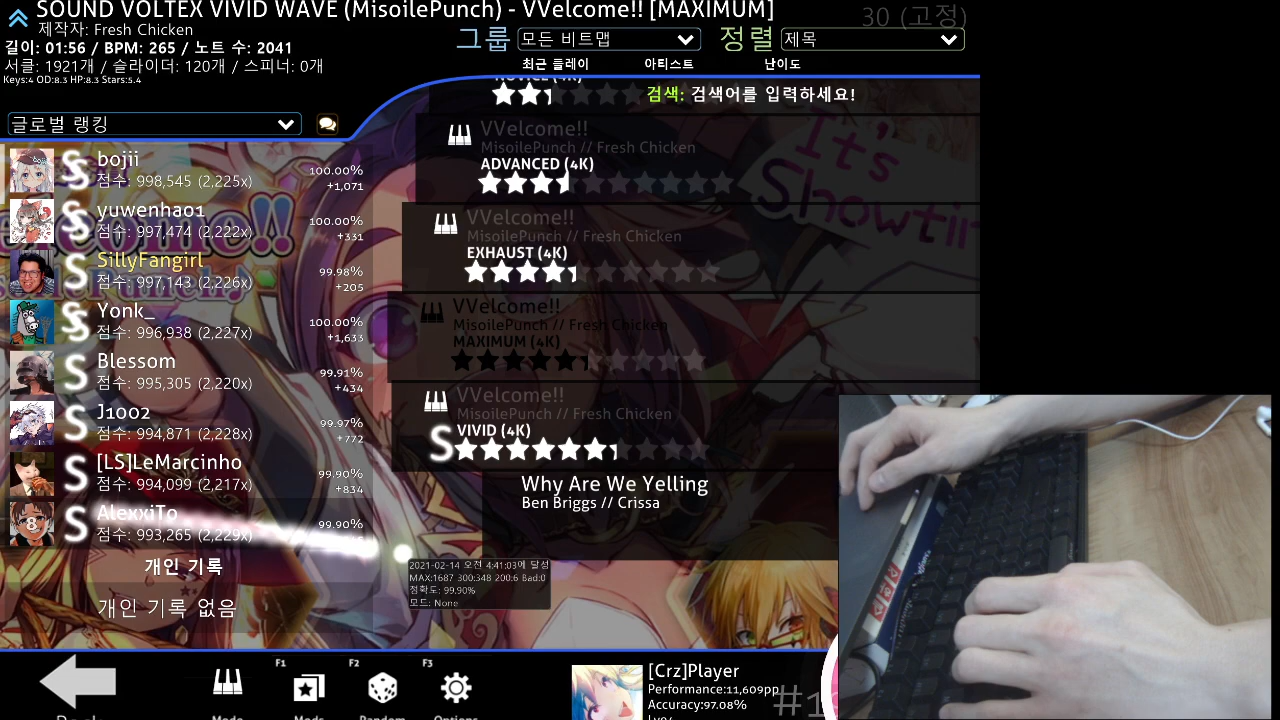 SOUND VOLTEX VIVID WAVE (MisoilePunch) - VVelcome!! [MAXIMUM]
제작자: Fresh Chicken
길이: 01:56 / BPM: 265 / 노트 수: 2041
서클: 1921개 / 슬라이더: 120개 / 스피너: 0개
Keys:4 OD:8.3 HP:8.3 Stars:5.4
30 (고정)
그룹 모든 비트맵 정렬 제목
최근 플레이 아티스트 난이도
검색: 검색어를 입력하세요!
글로벌 랭킹
bojii
점수: 998,545 (2,225x)
100.00%
+1,071
yuwenhao1
점수: 997,474 (2,222x)
100.00%
+331
SillyFangirl
점수: 997,143 (2,226x)
99.98%
+205
Yonk_
점수: 996,938 (2,227x)
100.00%
+1,633
Blessom
점수: 995,305 (2,220x)
99.91%
+434
J1002
점수: 994,871 (2,228x)
99.97%
+772
[LS]LeMarcinho
점수: 994,099 (2,217x)
99.90%
+834
AlexxiTo
점수: 993,265 (2,229x)
99.90%
개인 기록
개인 기록 없음
NOVICE (4K)
VVelcome!!
MisoilePunch // Fresh Chicken
ADVANCED (4K)
VVelcome!!
MisoilePunch // Fresh Chicken
EXHAUST (4K)
VVelcome!!
MisoilePunch // Fresh Chicken
MAXIMUM (4K)
VVelcome!!
MisoilePunch // Fresh Chicken
VIVID (4K)
Why Are We Yelling
Ben Briggs // Crissa
It's
2021-02-14 오전 4:41:03에 달성
MAX:1687 300:348 200:6 Bad:0
정확도: 99.90%
모드: None
F1
F2
F3
Mode
Mods
Random
Options
[Crz]Player
Performance:11,609pp
Accuracy:97.08%